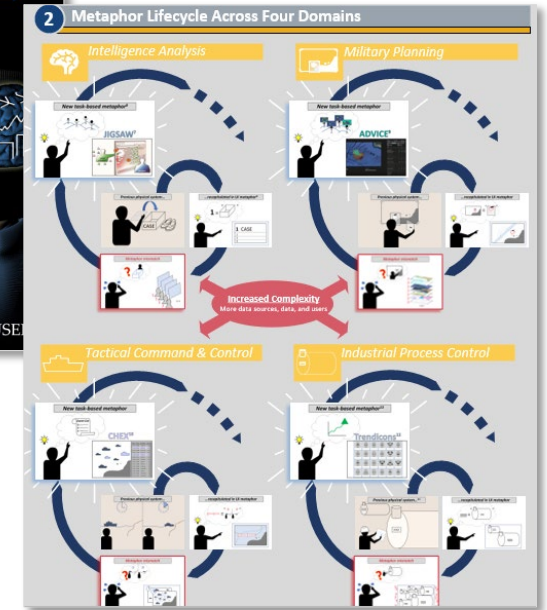 2 Metaphor Lifecycle Across Four Domains
Intelligence Analysis
New task-based metaphor
JIGSAW
Previous physical system...
...recapitulated in UI metaphor
CASE
1
1 CASE
Metaphor mismatch
?
Military Planning
New task-based metaphor
ADVICE
Previous physical system...
...recapitulated in UI metaphor
Metaphor mismatch
?
Increased Complexity
More data sources, data, and users
USE
Tactical Command & Control
New task-based metaphor
CHEX
Previous physical system...
...recapitulated in UI metaphor
Metaphor mismatch
?
Industrial Process Control
New task-based metaphor
Trendicons
Previous physical system...
...recapitulated in UI metaphor
Metaphor mismatch
?